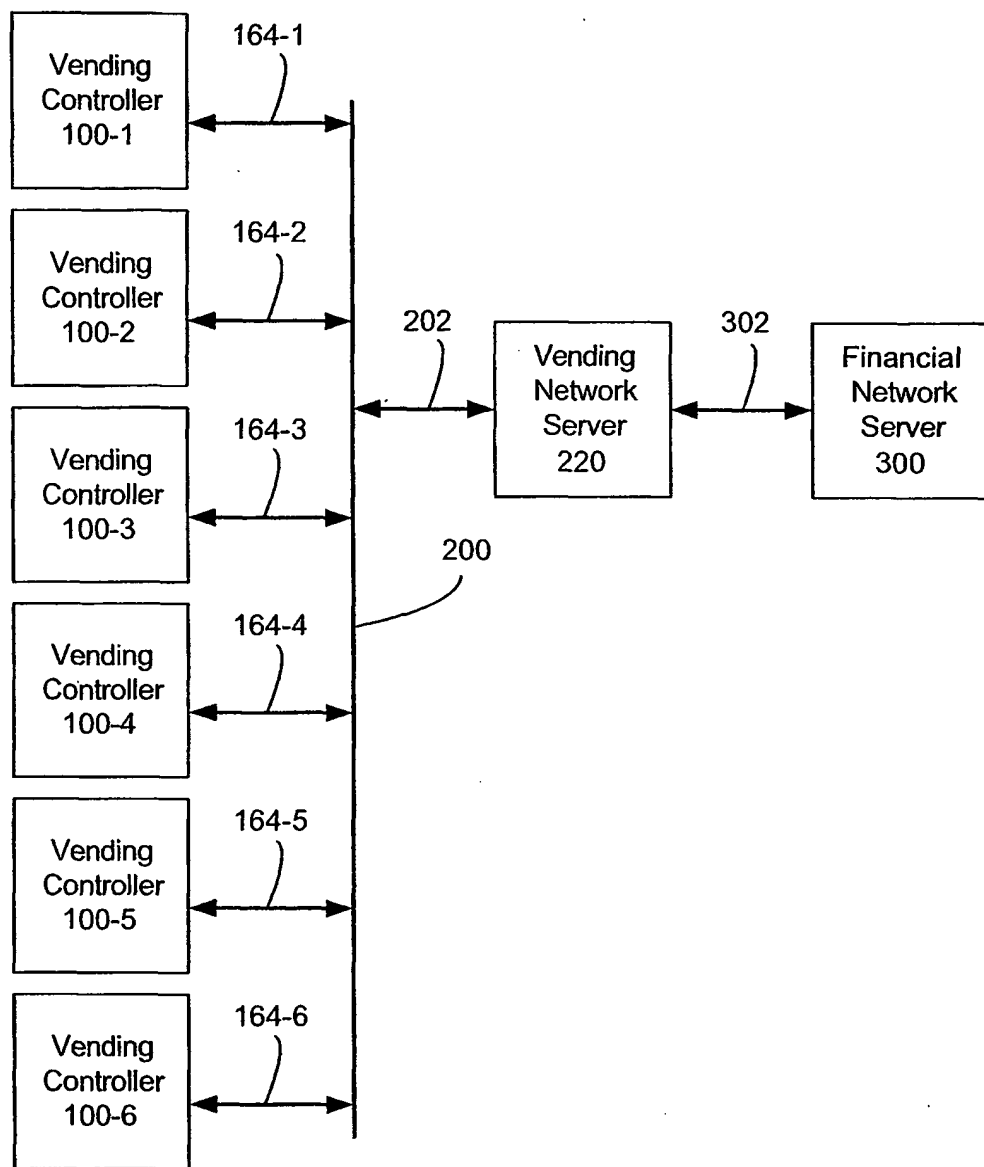 164-1
Vending
Controller
100-1
164-2
Vending
Controller
100-2
202
302
Vending
Network
Server
220
Financial
Network
Server
300
164-3
Vending
Controller
100-3
200
164-4
Vending
Controller
100-4
164-5
Vending
Controller
100-5
164-6
Vending
Controller
100-6